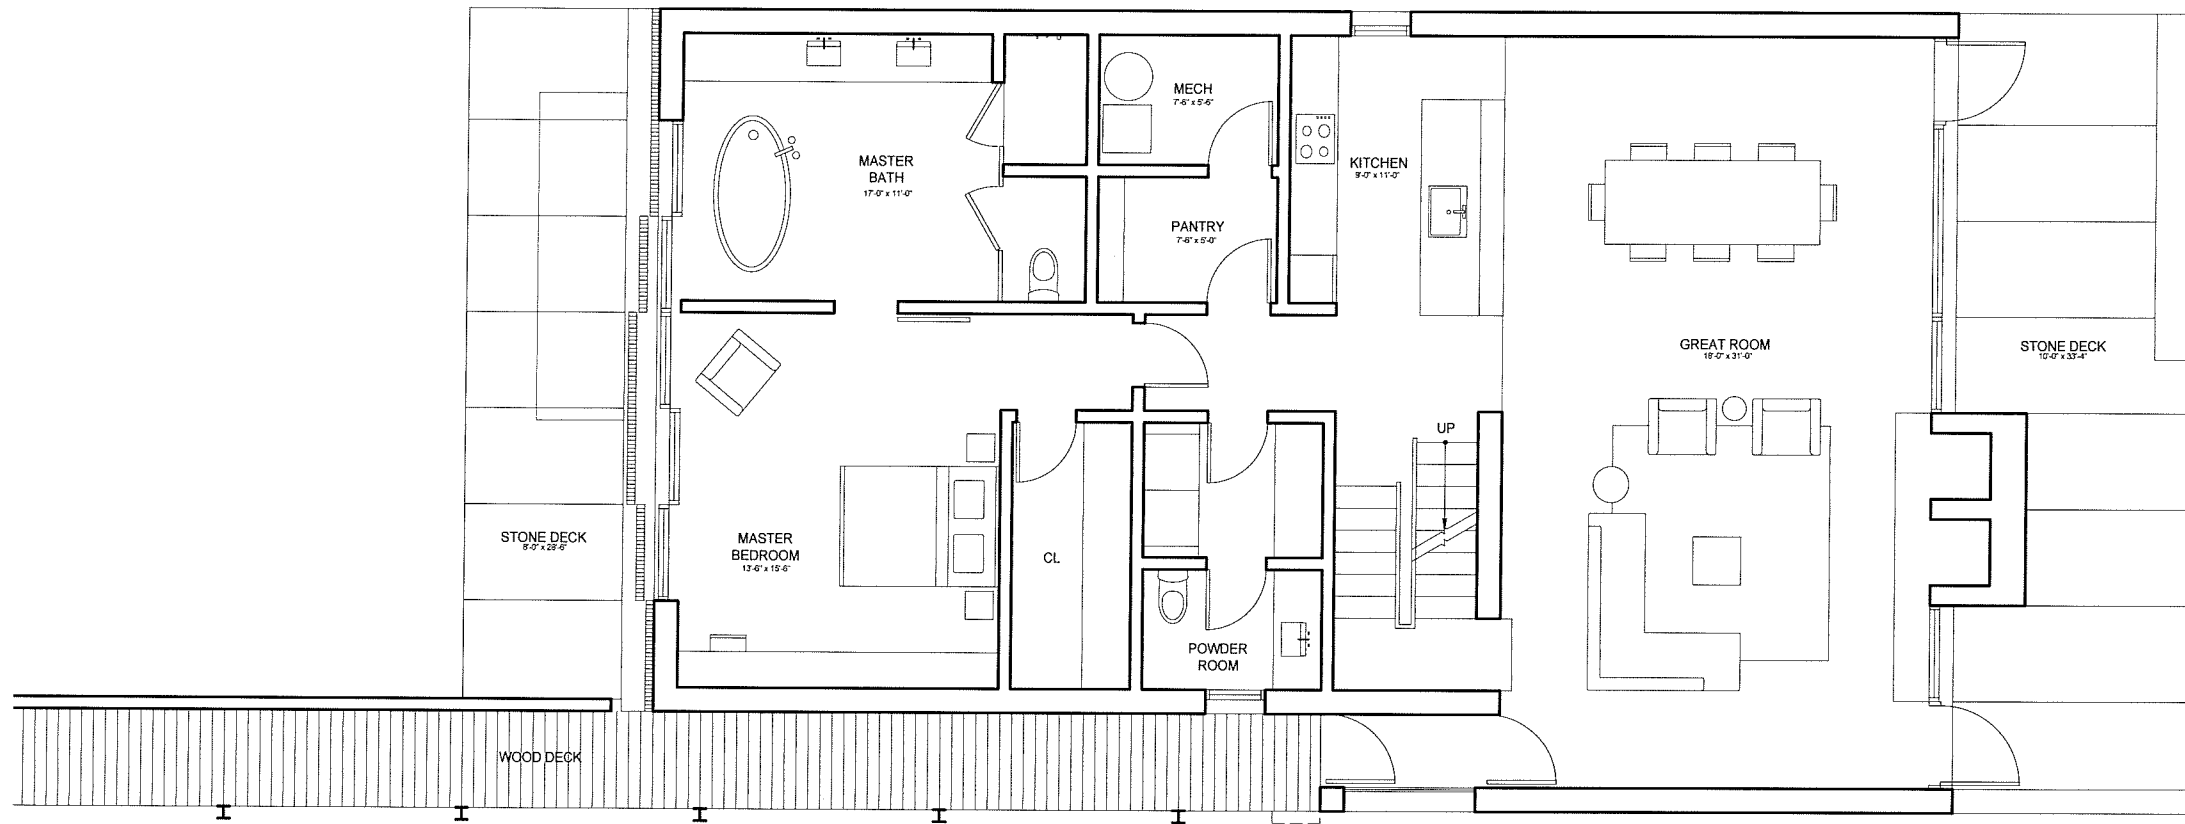 MECH
7'-6" x 5'-6"
MASTER
BATH
17'-0" x 11'-0"
KITCHEN
9'-0" x 11'-0"
PANTRY
7'-6" x 5'-0"
GREAT ROOM
18'-0" x 31'-0"
STONE DECK
10'-0" x 33'-4"
UP
STONE DECK
8'-0" x 28'-6"
MASTER
BEDROOM
13'-6" x 15'-6"
CL
POWDER
ROOM
WOOD DECK